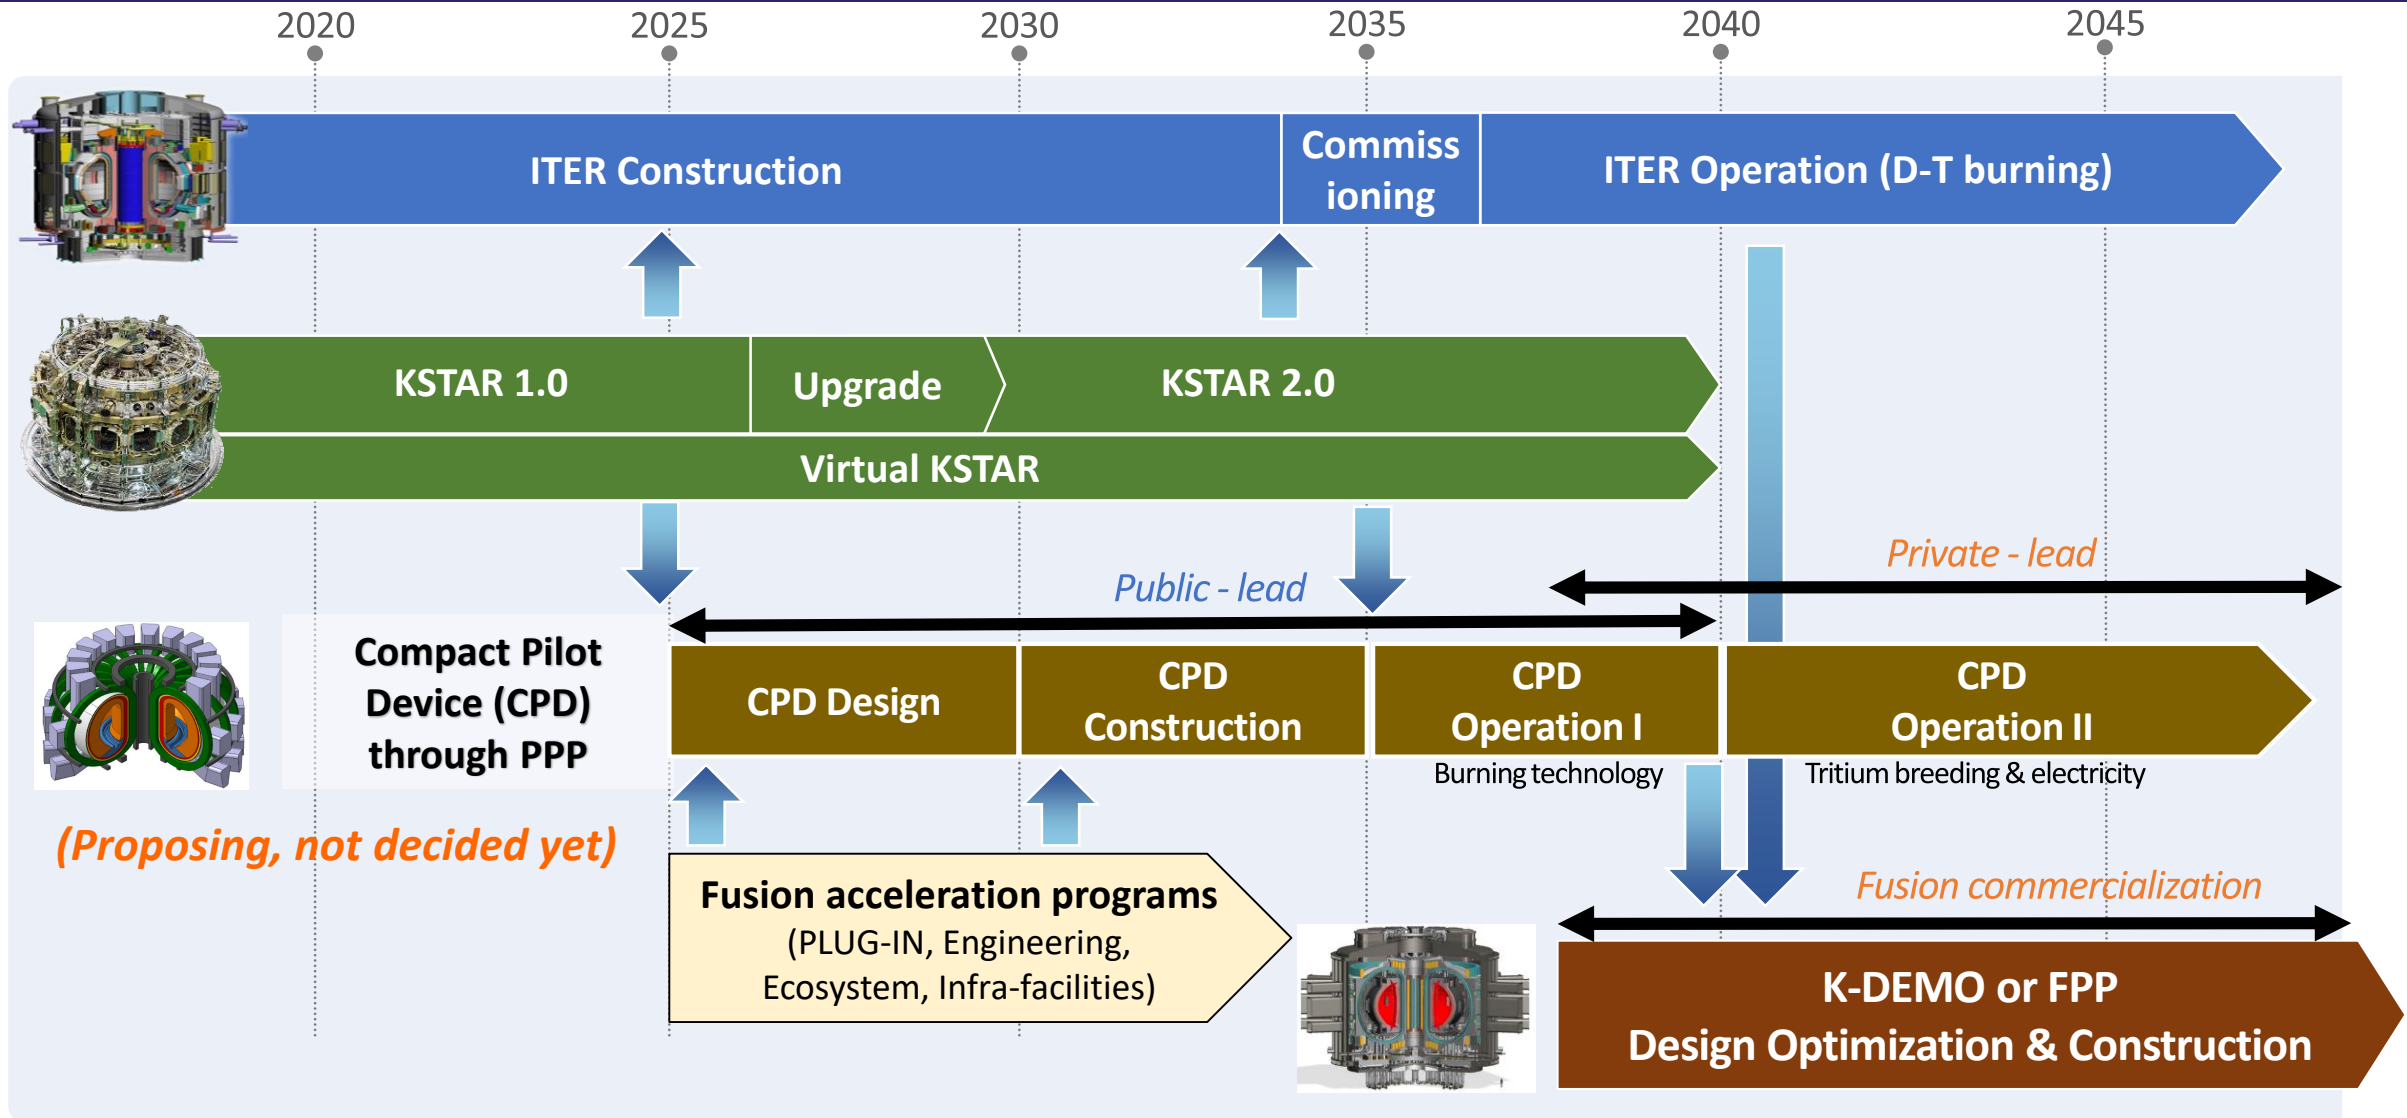 2020
2025
2030
2035
2040
2045
ITER Construction
Commiss
ioning
ITER Operation (D-T burning)
KSTAR 1.0
Upgrade
KSTAR 2.0
Virtual KSTAR
Private - lead
Public - lead
Compact Pilot
Device (CPD)
through PPP
CPD Design
CPD
Construction
CPD
Operation I
CPD
Operation II
Burning technology
Tritium breeding & electricity
(Proposing, not decided yet)
Fusion acceleration programs
(PLUG-IN, Engineering,
Ecosystem, Infra-facilities)
Fusion commercialization
K-DEMO or FPP
Design Optimization & Construction